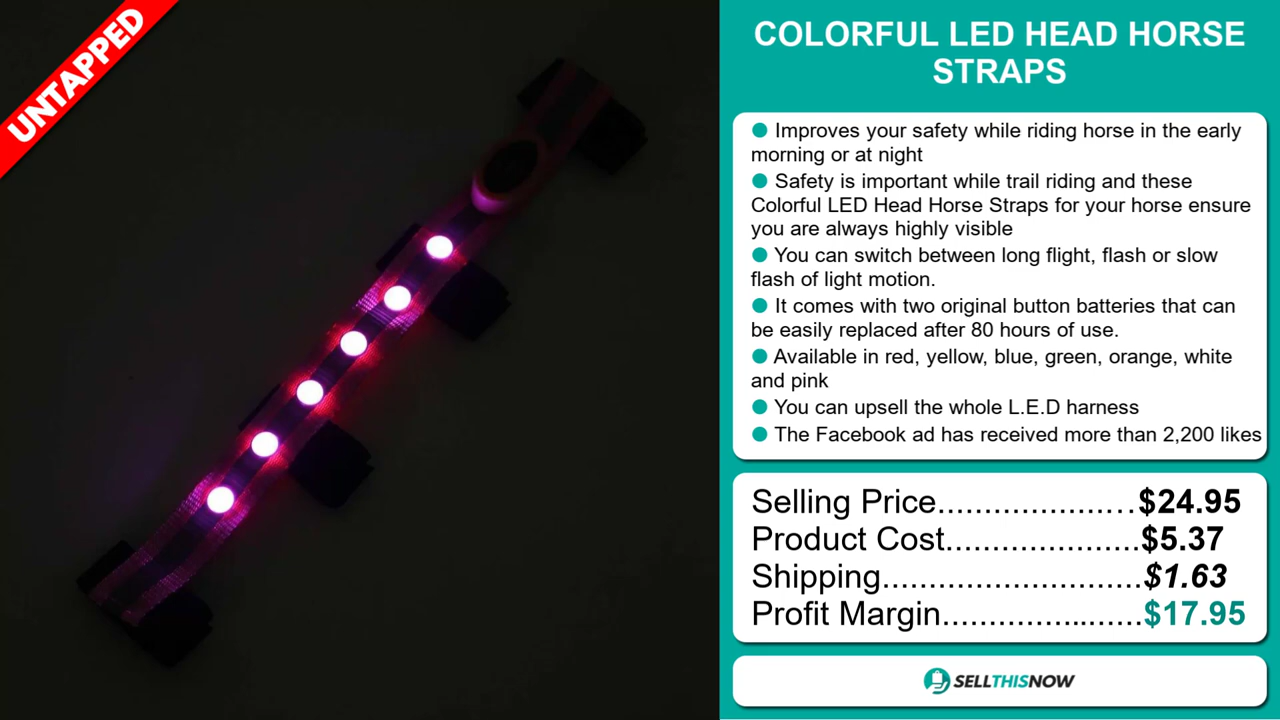 UNTAPPED
COLORFUL LED HEAD HORSE
STRAPS
● Improves your safety while riding horse in the early
morning or at night
● Safety is important while trail riding and these
Colorful LED Head Horse Straps for your horse ensure
you are always highly visible
● You can switch between long flight, flash or slow
flash of light motion.
● It comes with two original button batteries that can
be easily replaced after 80 hours of use.
● Available in red, yellow, blue, green, orange, white
and pink
● You can upsell the whole L.E.D harness
● The Facebook ad has received more than 2,200 likes
Selling Price.....................$24.95
Product Cost.....................$5.37
Shipping............................$1.63
Profit Margin......................$17.95
SELLTHISNOW